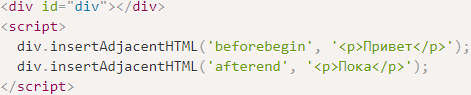 <div id="div"></div>
<script>
  div.insertAdjacentHTML('beforebegin', '<p>Привет</p>');
  div.insertAdjacentHTML('afterend', '<p>Пока</p>');
</script>